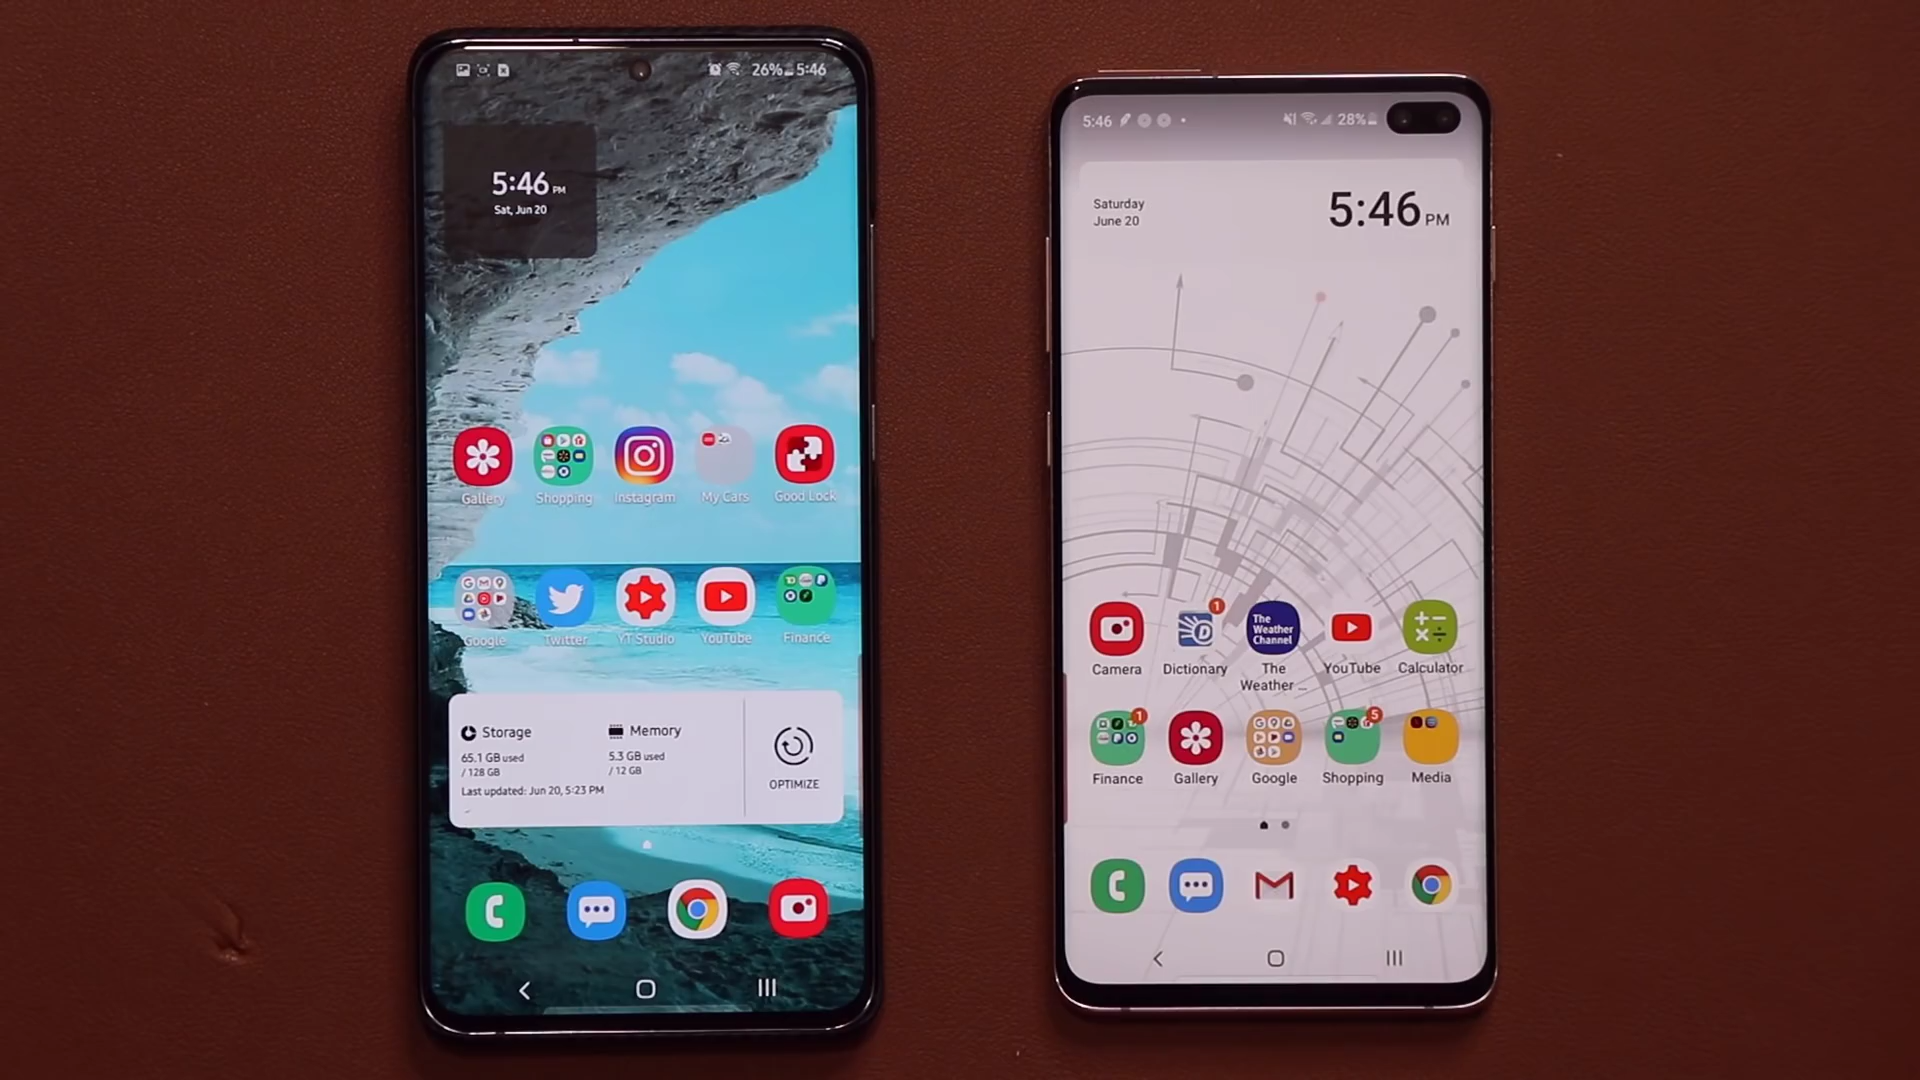 26% 5:46
5:46 PM
Sat, Jun 20
Gallery
Shopping
Instagram
My Cars
Good Lock
Google
Twitter
YT Studio
YouTube
Finance
Storage
65.1 GB used
/ 128 GB
Memory
5.3 GB used
/ 12 GB
Last updated: Jun 20, 5:23 PM
OPTIMIZE
5:46
28%
Saturday
June 20
5:46 PM
1
The
Weather
Channel
Camera
Dictionary
The
Weather ...
YouTube
Calculator
1
5
Finance
Gallery
Google
Shopping
Media